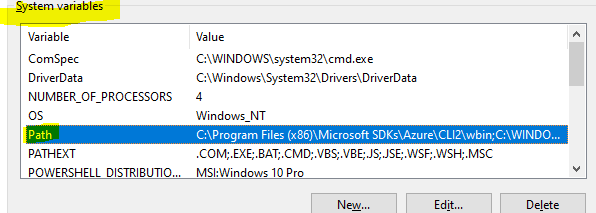 System variables
Variable Value
ComSpec C:\WINDOWS\system32\cmd.exe
DriverData C:\Windows\System32\Drivers\DriverData
NUMBER_OF_PROCESSORS 4
OS Windows_NT
Path C:\Program Files (x86)\Microsoft SDKs\Azure\CLI2\wbin;C:\WINDO...
PATHEXT .COM;.EXE;.BAT;.CMD;.VBS;.VBE;.JS;.JSE;.WSF;.WSH;.MSC
POWERSHELL_DISTRIBUTIO... MSI:Windows 10 Pro
New... Edit... Delete